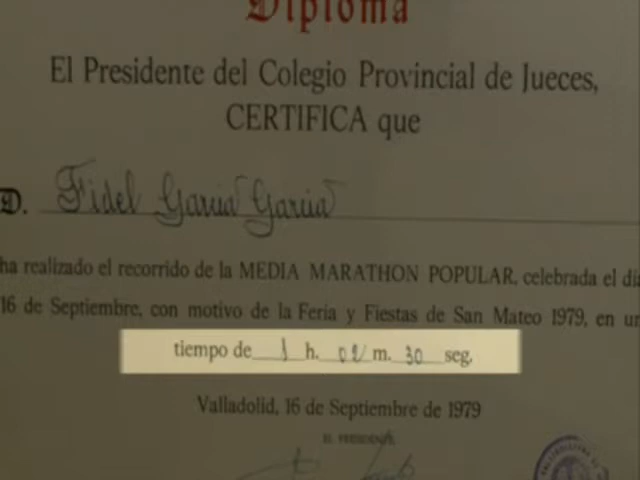 Diploma
El Presidente del Colegio Provincial de Jueces,
CERTIFICA que
D. Fidel García García
ha realizado el recorrido de la MEDIA MARATHON POPULAR, celebrada el día
16 de Septiembre, con motivo de la Feria y Fiestas de San Mateo 1979, en un
tiempo de 1 h. 02 m. 30 seg.
Valladolid, 16 de Septiembre de 1979
EL PRESIDENTE,